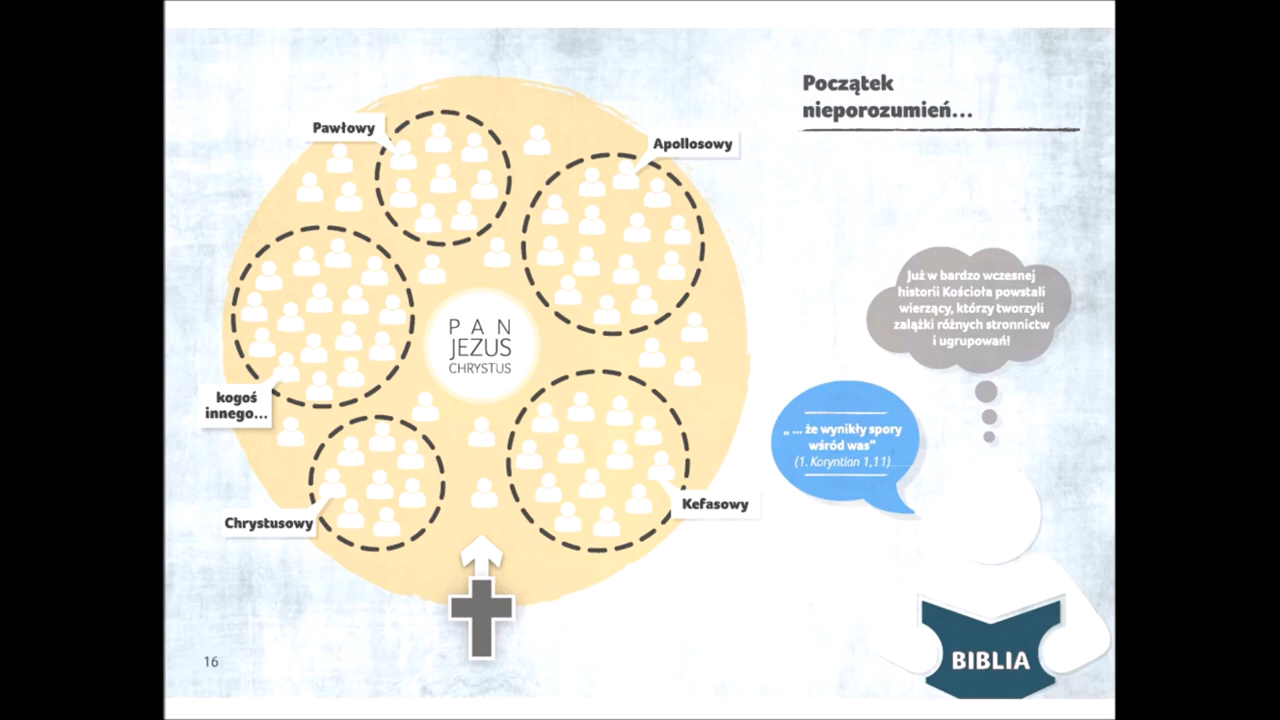 Początek
nieporozumień...
Pawłowy
Apollosowy
PAN
JEZUS
CHRYSTUS
kogoś
innego...
Chrystusowy
Kefasowy
Już w bardzo wczesnej
historii Kościoła powstali
wierzący, którzy tworzyli
zalążki różnych stronnictw
i ugrupowań!
„ ... że wynikły spory
wśród was”
(1. Koryntian 1,11)
BIBLIA
16